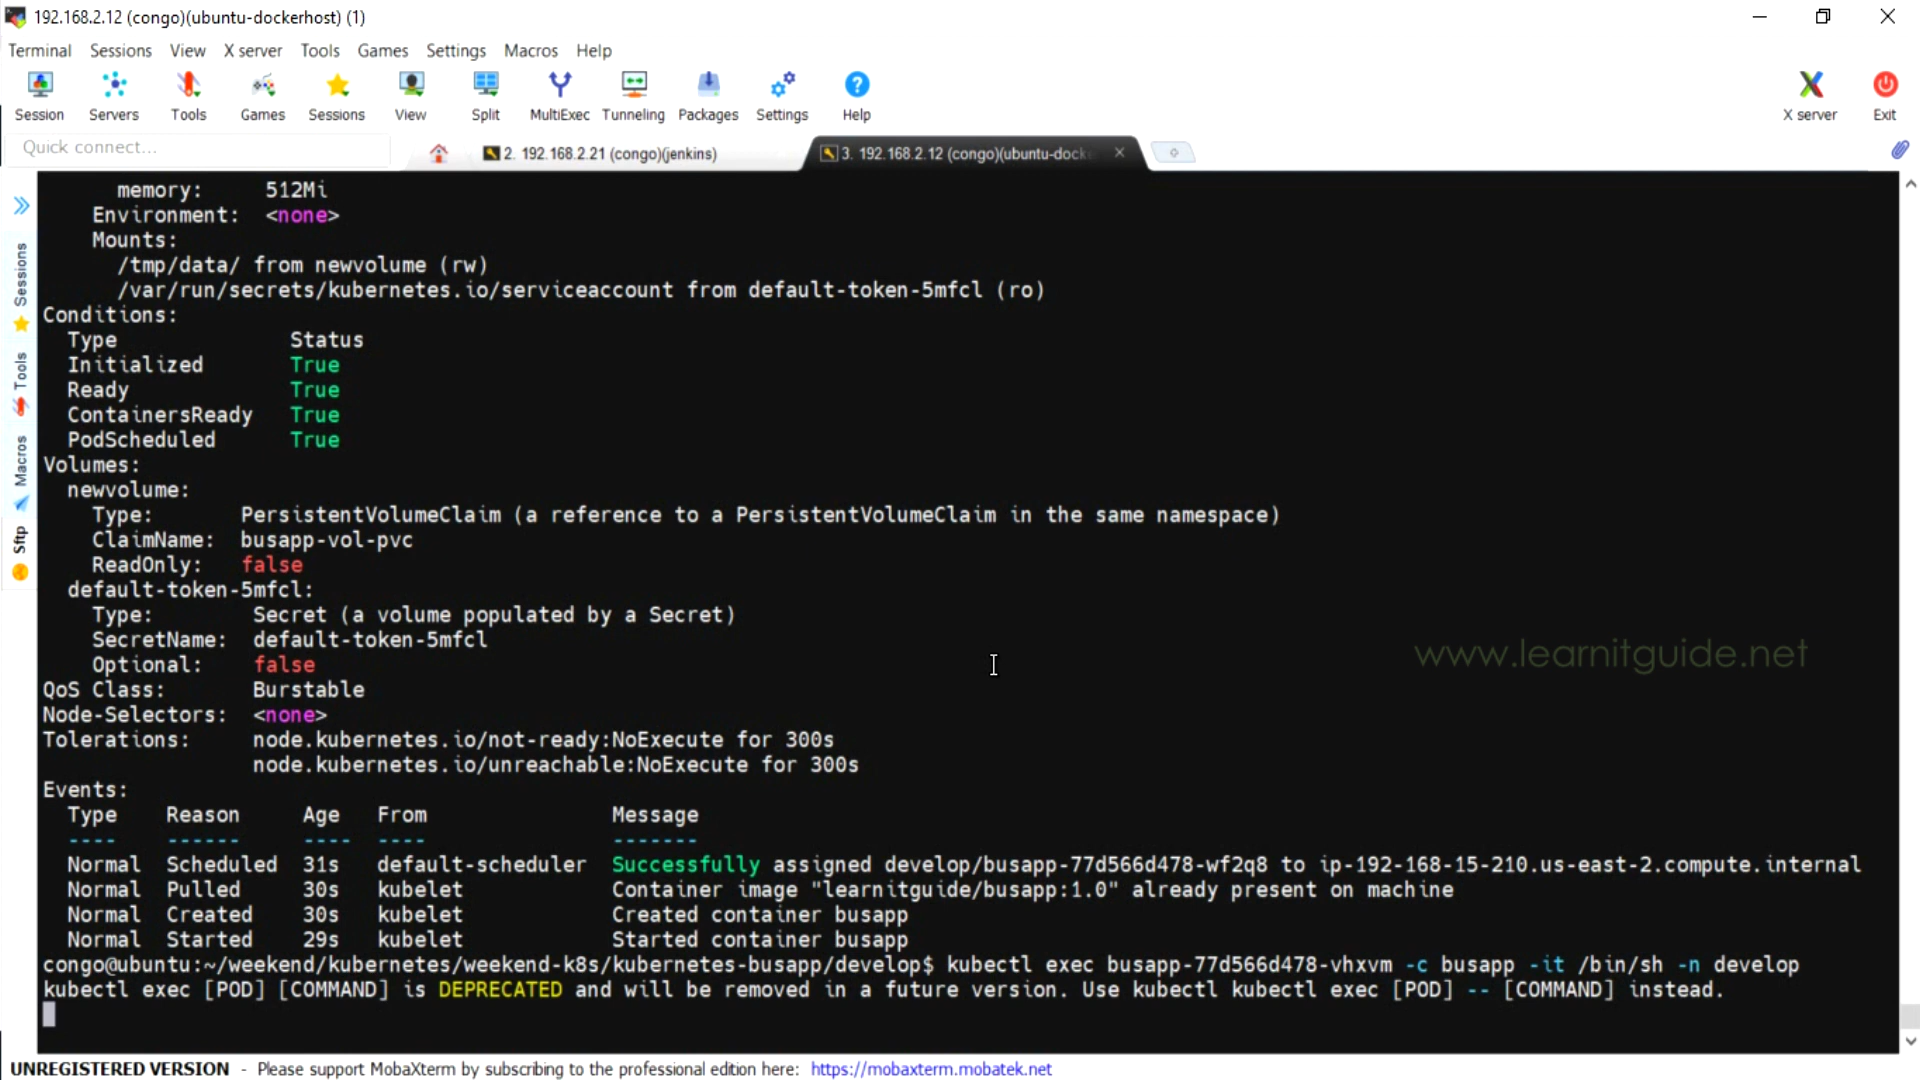 192.168.2.12 (congo)(ubuntu-dockerhost) (1)
Terminal Sessions View X server Tools Games Settings Macros Help
Session Servers Tools Games Sessions View Split MultiExec Tunneling Packages Settings Help X server Exit
Quick connect...
2. 192.168.2.21 (congo)(jenkins)
3. 192.168.2.12 (congo)(ubuntu-docke
Sessions
Tools
Macros
Sftp
memory: 512Mi
Environment: <none>
Mounts:
/tmp/data/ from newvolume (rw)
/var/run/secrets/kubernetes.io/serviceaccount from default-token-5mfcl (ro)
Conditions:
Type Status
Initialized True
Ready True
ContainersReady True
PodScheduled True
Volumes:
newvolume:
Type: PersistentVolumeClaim (a reference to a PersistentVolumeClaim in the same namespace)
ClaimName: busapp-vol-pvc
ReadOnly: false
default-token-5mfcl:
Type: Secret (a volume populated by a Secret)
SecretName: default-token-5mfcl
Optional: false
QoS Class: Burstable
Node-Selectors: <none>
Tolerations: node.kubernetes.io/not-ready:NoExecute for 300s
node.kubernetes.io/unreachable:NoExecute for 300s
Events:
Type Reason Age From Message
---- ------ ---- ---- -------
Normal Scheduled 31s default-scheduler Successfully assigned develop/busapp-77d566d478-wf2q8 to ip-192-168-15-210.us-east-2.compute.internal
Normal Pulled 30s kubelet Container image "learnitguide/busapp:1.0" already present on machine
Normal Created 30s kubelet Created container busapp
Normal Started 29s kubelet Started container busapp
congo@ubuntu:~/weekend/kubernetes/weekend-k8s/kubernetes-busapp/develop$ kubectl exec busapp-77d566d478-vhxvm -c busapp -it /bin/sh -n develop
kubectl exec [POD] [COMMAND] is DEPRECATED and will be removed in a future version. Use kubectl kubectl exec [POD] -- [COMMAND] instead.
www.learnitguide.net
UNREGISTERED VERSION - Please support MobaXterm by subscribing to the professional edition here: https://mobaxterm.mobatek.net